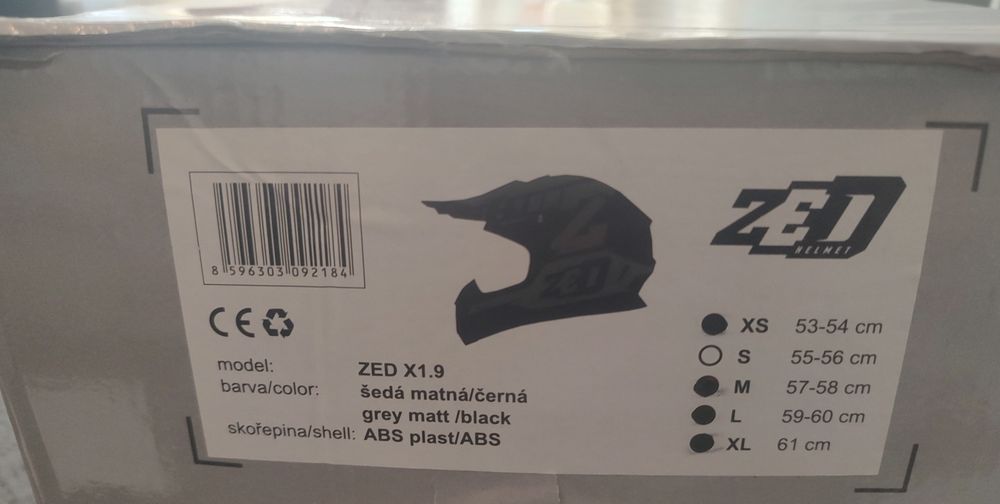 8 596303 092184
CE
model: ZED X1.9
barva/color: šedá matná/černá
grey matt /black
skořepina/shell: ABS plast/ABS
Z
ZED
ZED
HELMET
XS 53-54 cm
S 55-56 cm
M 57-58 cm
L 59-60 cm
XL 61 cm